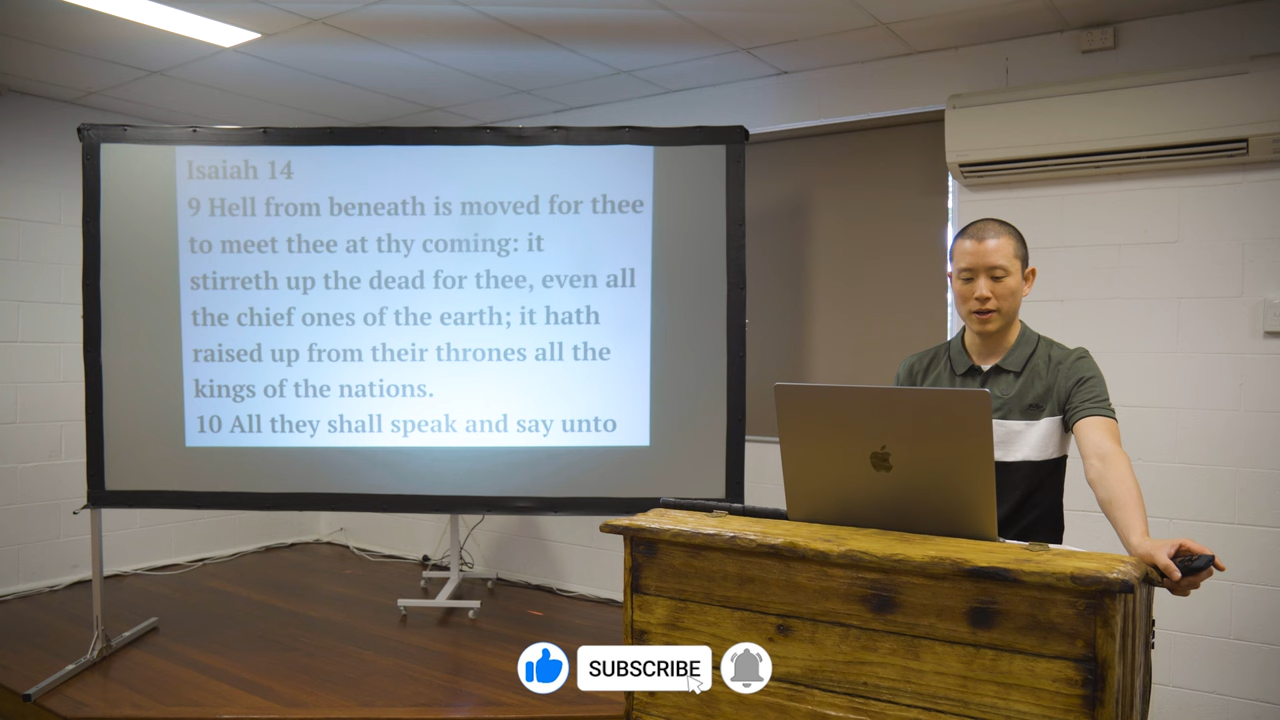 Isaiah 14
9 Hell from beneath is moved for thee
to meet thee at thy coming: it
stirreth up the dead for thee, even all
the chief ones of the earth; it hath
raised up from their thrones all the
kings of the nations.
10 All they shall speak and say unto
SUBSCRIBE